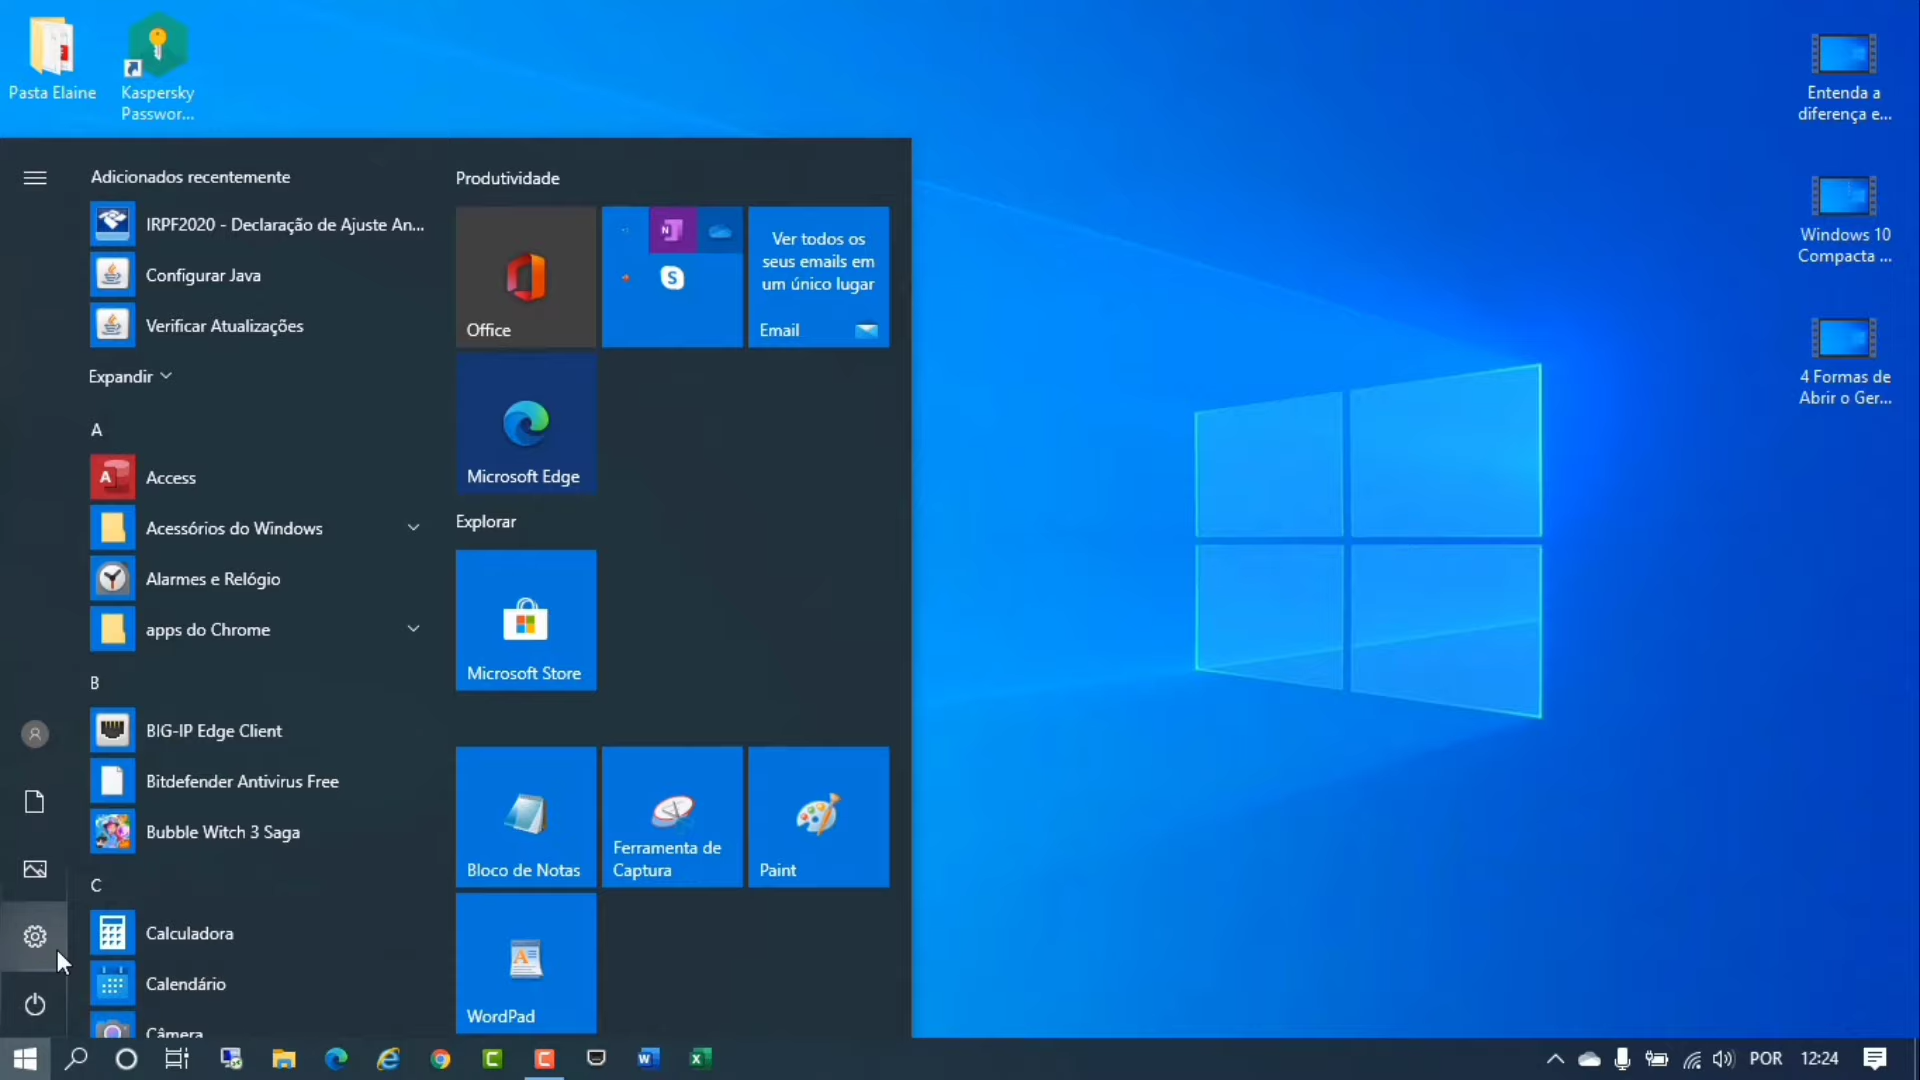 Pasta Elaine
Kaspersky
Passwor...
Entenda a
diferença e...
Windows 10
Compacta ...
4 Formas de
Abrir o Ger...
Adicionados recentemente
IRPF2020 - Declaração de Ajuste An...
Configurar Java
Verificar Atualizações
Expandir
A
Access
Acessórios do Windows
Alarmes e Relógio
apps do Chrome
B
BIG-IP Edge Client
Bitdefender Antivirus Free
Bubble Witch 3 Saga
C
Calculadora
Calendário
Câmera
Produtividade
Office
Ver todos os
seus emails em
um único lugar
Email
Microsoft Edge
Explorar
Microsoft Store
Bloco de Notas
Ferramenta de
Captura
Paint
WordPad
POR
12:24